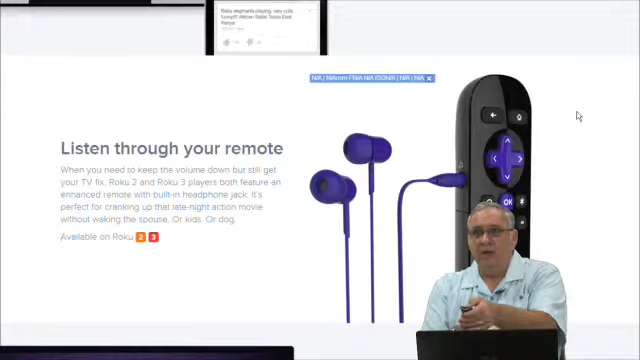 Baby elephants playing, very cute
funny!!! African Safari
Listen through your remote
When you need to keep the volume down but still get
your TV fix. Roku 2 and Roku 3 players both feature an
enhanced remote with built-in headphone jack. It's
perfect for cranking up that late-night action movie
without waking the spouse. Or kids. Or dog.
Available on Roku 2 3
OK